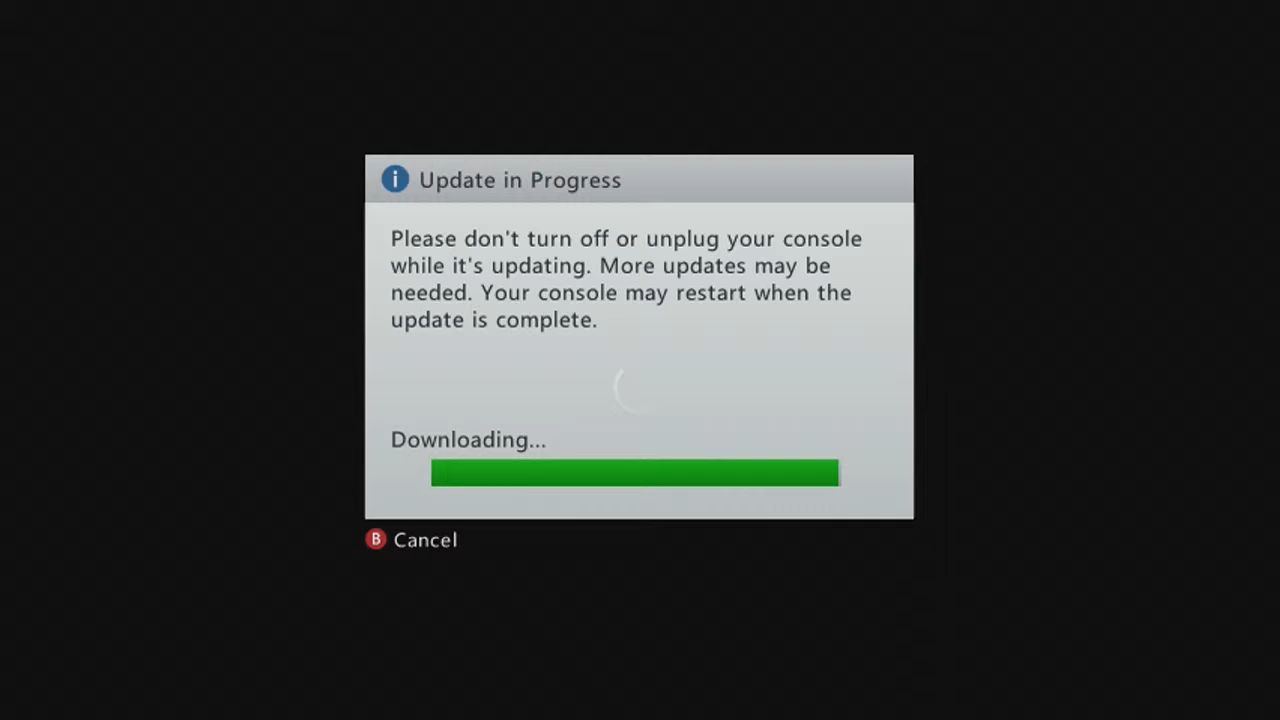 i Update in Progress
Please don't turn off or unplug your console
while it's updating. More updates may be
needed. Your console may restart when the
update is complete.
Downloading...
B Cancel